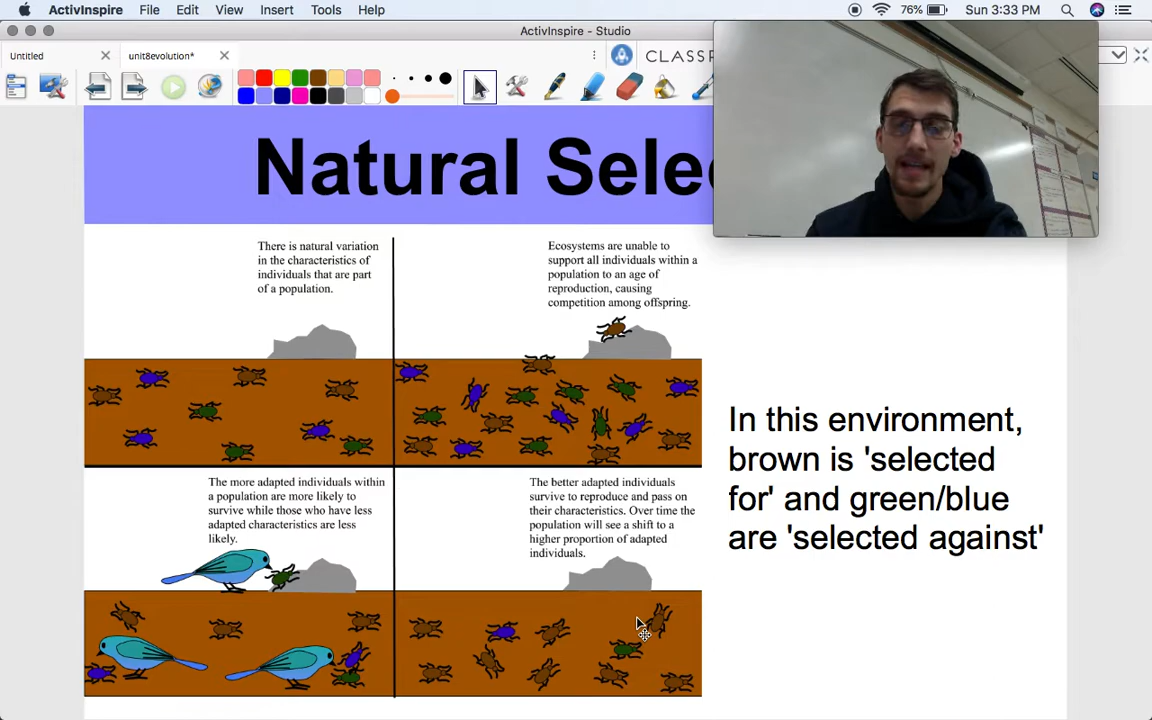 ActivInspire File Edit View Insert Tools Help 76% Sun 3:33 PM
ActivInspire - Studio
Untitled unit8evolution* CLASS
Natural Sele
There is natural variation
in the characteristics of
individuals that are part
of a population.
Ecosystems are unable to
support all individuals within a
population to an age of
reproduction, causing
competition among offspring.
The more adapted individuals within
a population are more likely to
survive while those who have less
adapted characteristics are less
likely.
The better adapted individuals
survive to reproduce and pass on
their characteristics. Over time the
population will see a shift to a
higher proportion of adapted
individuals.
In this environment,
brown is 'selected
for' and green/blue
are 'selected against'